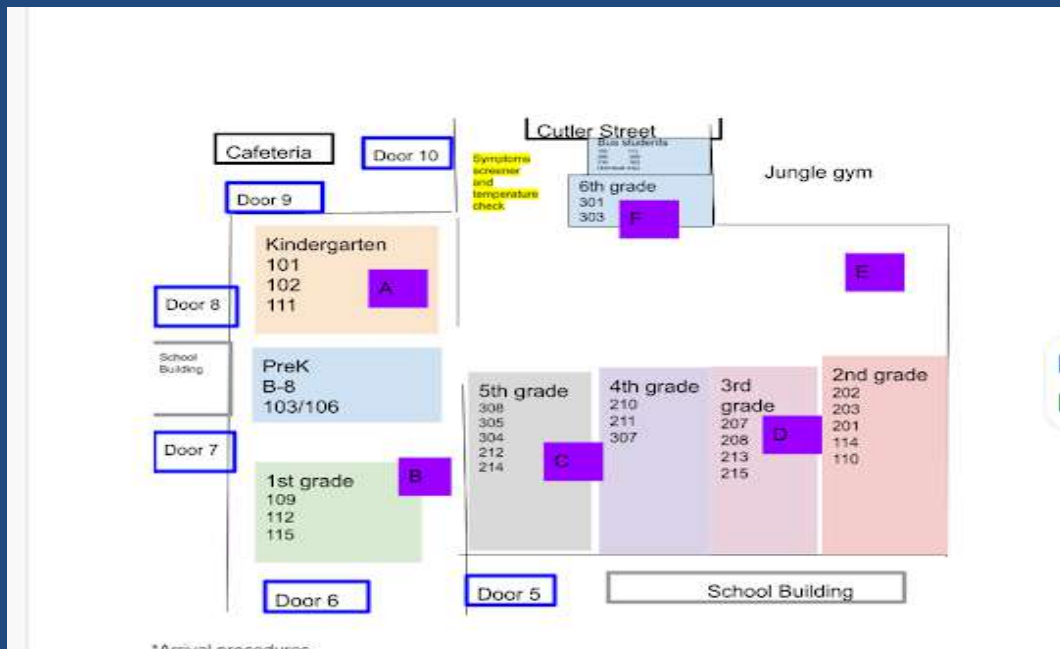 Cutler Street
Bus students
Cafeteria
Door 10
Symptoms
screener
and
temperature
check
Jungle gym
6th grade
301
303
F
Door 9
Kindergarten
101
102
111
A
E
Door 8
School
Building
PreK
B-8
103/106
5th grade
308
305
304
212
214
C
4th grade
210
211
307
3rd
grade
207
208
213
215
D
2nd grade
202
203
201
114
110
Door 7
B
1st grade
109
112
115
Door 6
Door 5
School Building